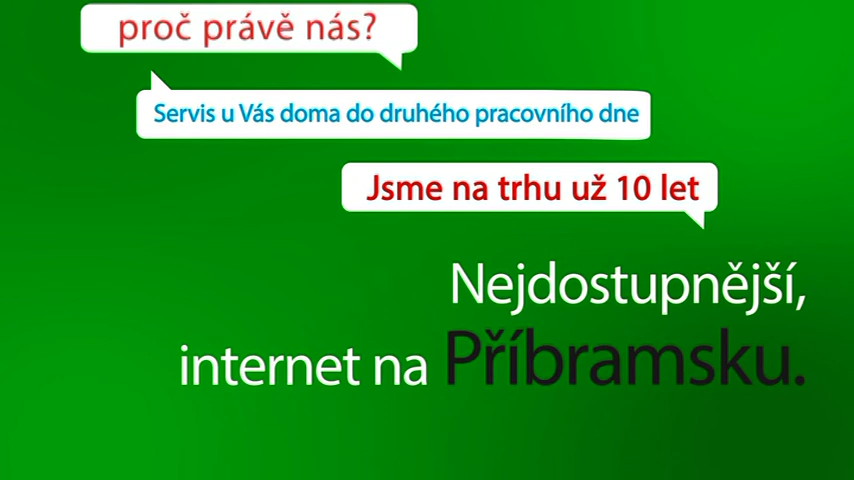 proč právě nás?
Servis u Vás doma do druhého pracovního dne
Jsme na trhu už 10 let
Nejdostupnější,
internet na Příbramsku.